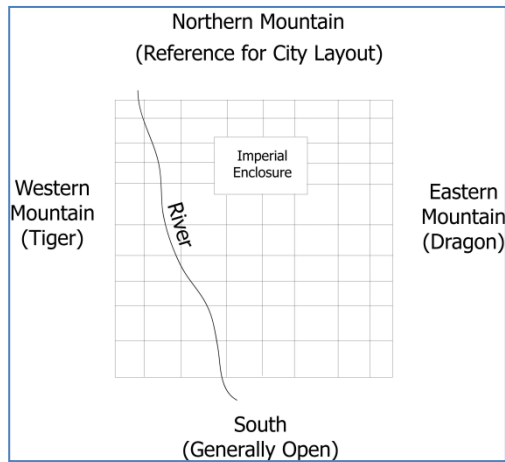 Northern Mountain
(Reference for City Layout)
Imperial
Enclosure
Western
Mountain
(Tiger)
River
Eastern
Mountain
(Dragon)
South
(Generally Open)